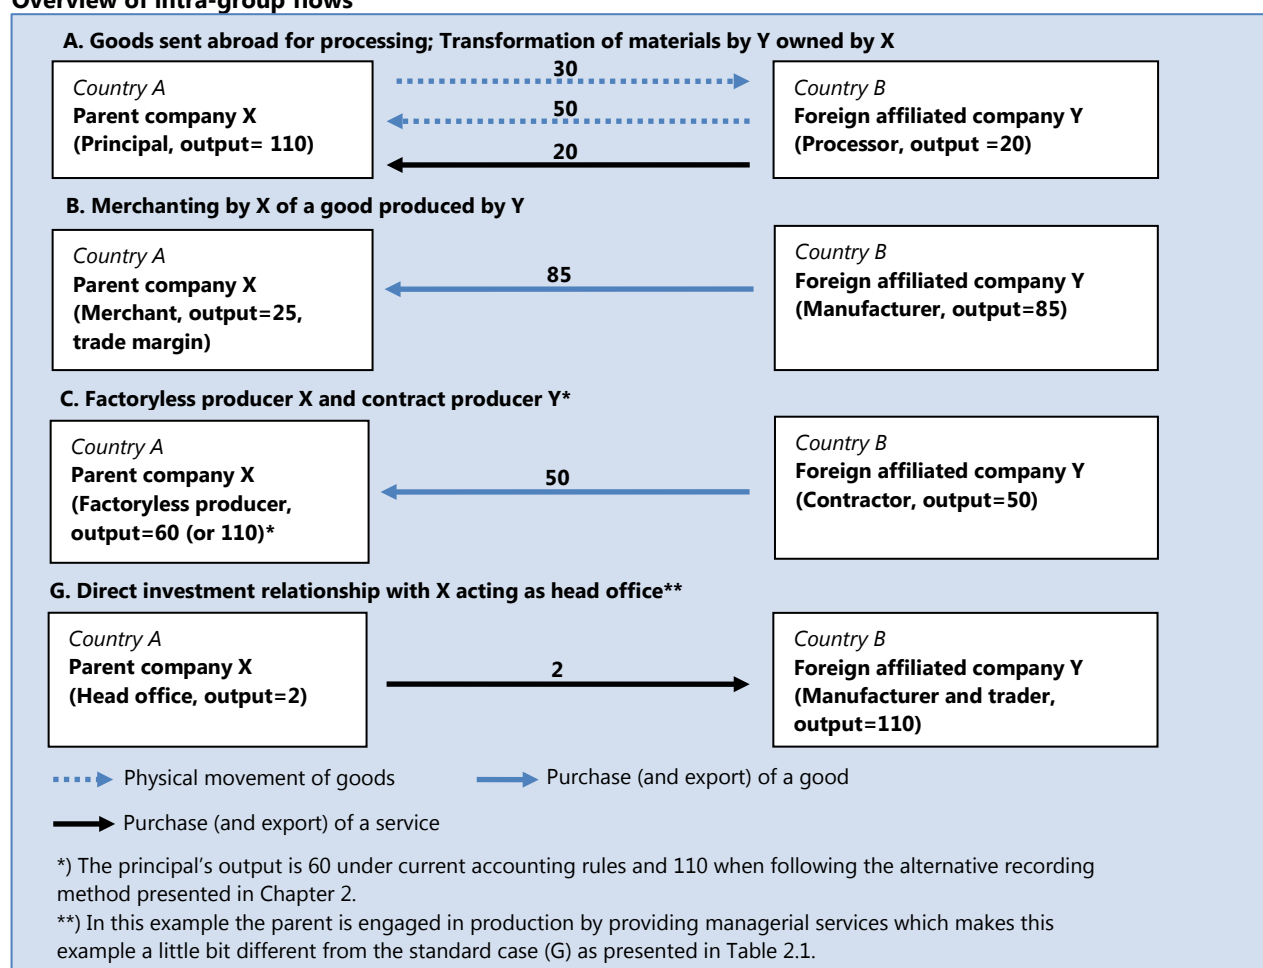 Overview of intra-group flows
A. Goods sent abroad for processing; Transformation of materials by Y owned by X
Country A
Parent company X
(Principal, output= 110)
30
50
20
Country B
Foreign affiliated company Y
(Processor, output =20)
B. Merchanting by X of a good produced by Y
Country A
Parent company X
(Merchant, output=25,
trade margin)
85
Country B
Foreign affiliated company Y
(Manufacturer, output=85)
C. Factoryless producer X and contract producer Y*
Country A
Parent company X
(Factoryless producer,
output=60 (or 110)*
50
Country B
Foreign affiliated company Y
(Contractor, output=50)
G. Direct investment relationship with X acting as head office**
Country A
Parent company X
(Head office, output=2)
2
Country B
Foreign affiliated company Y
(Manufacturer and trader,
output=110)
Physical movement of goods
Purchase (and export) of a good
Purchase (and export) of a service
*) The principal's output is 60 under current accounting rules and 110 when following the alternative recording
method presented in Chapter 2.
**) In this example the parent is engaged in production by providing managerial services which makes this
example a little bit different from the standard case (G) as presented in Table 2.1.